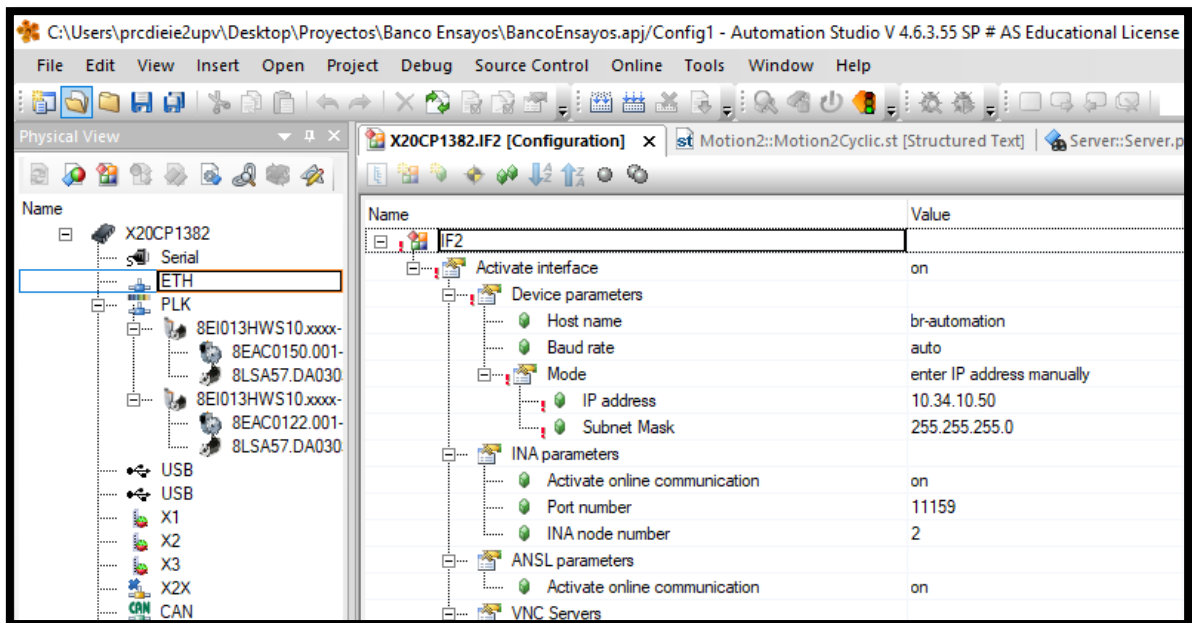 C:\Users\prcdieie2upv\Desktop\Proyectos\Banco Ensayos\BancoEnsayos.apj/Config1 - Automation Studio V 4.6.3.55 SP # AS Educational License
File Edit View Insert Open Project Debug Source Control Online Tools Window Help
Physical View
X20CP1382.IF2 [Configuration] X st Motion2::Motion2Cyclic.st [Structured Text] Server::Server.p
Name
X20CP1382
Serial
ETH
PLK
8EI013HWS10.xxxx-
8EAC0150.001-
8LSA57.DA030
8EI013HWS10.xxxx-
8EAC0122.001-
8LSA57.DA030
USB
USB
X1
X2
X3
X2X
CAN CAN
Name Value
IF2
Activate interface on
Device parameters
Host name br-automation
Baud rate auto
Mode enter IP address manually
IP address 10.34.10.50
Subnet Mask 255.255.255.0
INA parameters
Activate online communication on
Port number 11159
INA node number 2
ANSL parameters
Activate online communication on
VNC Servers